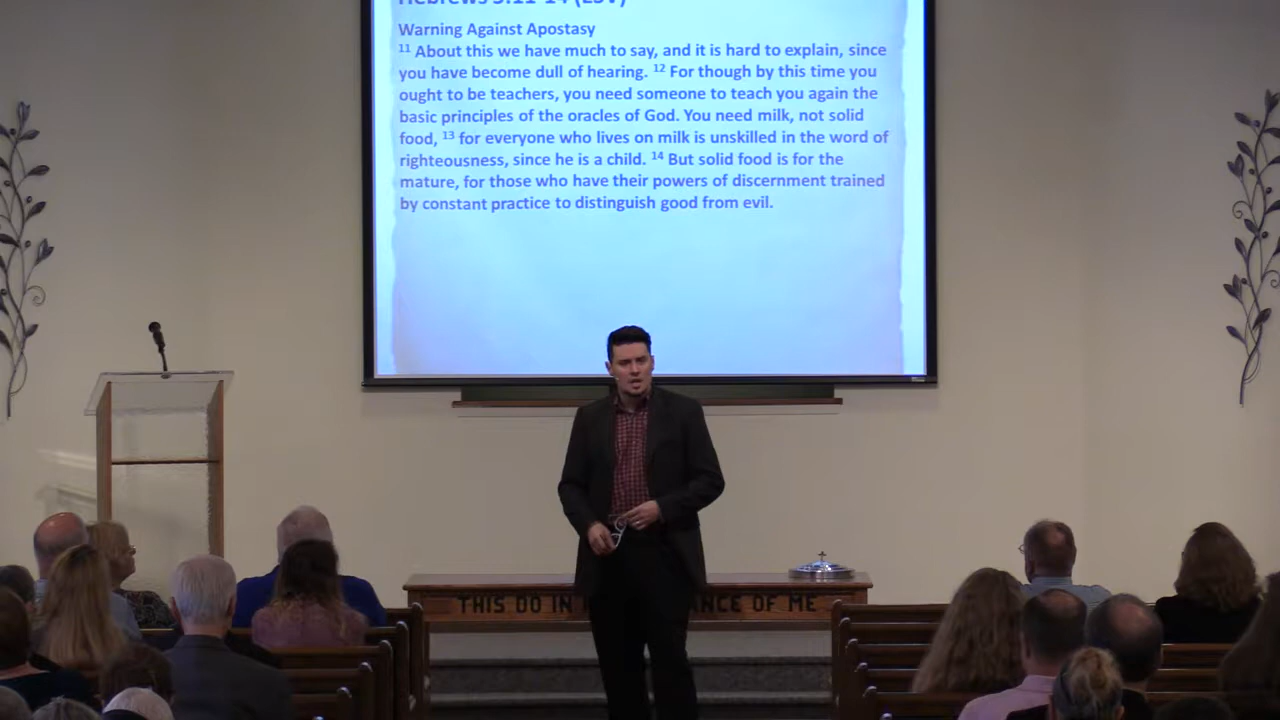 Hebrews 5:11-14 (ESV)
Warning Against Apostasy
11 About this we have much to say, and it is hard to explain, since
you have become dull of hearing. 12 For though by this time you
ought to be teachers, you need someone to teach you again the
basic principles of the oracles of God. You need milk, not solid
food, 13 for everyone who lives on milk is unskilled in the word of
righteousness, since he is a child. 14 But solid food is for the
mature, for those who have their powers of discernment trained
by constant practice to distinguish good from evil.
THIS DO IN ANCE OF ME